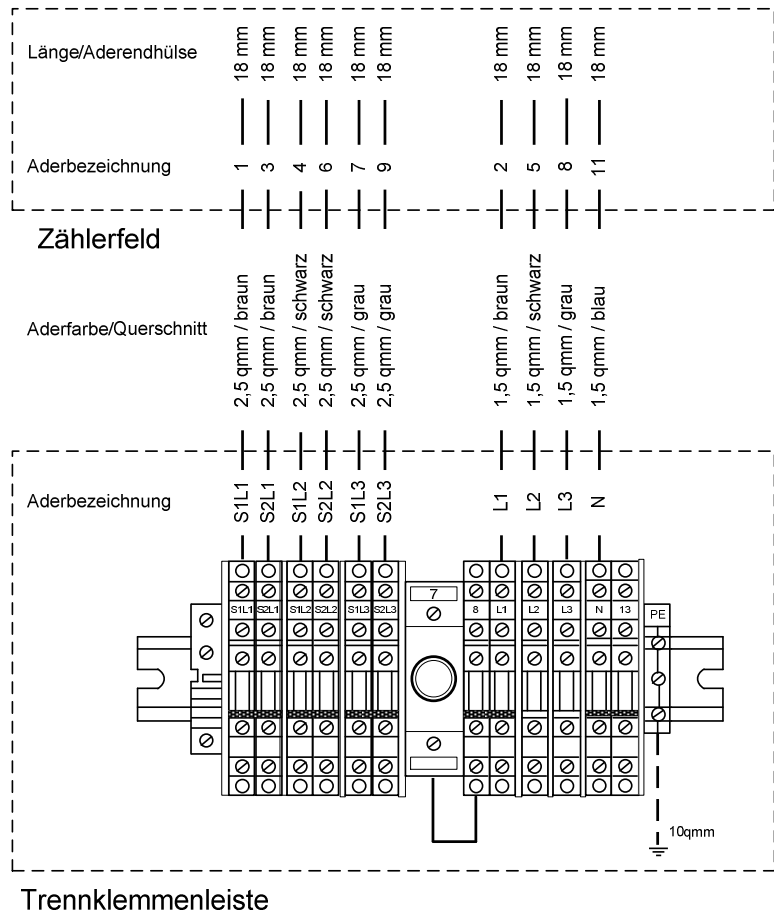 Länge/Aderendhülse
18 mm
18 mm
18 mm
18 mm
18 mm
18 mm
18 mm
18 mm
18 mm
18 mm
Aderbezeichnung
1
3
4
6
7
9
2
5
8
11
Zählerfeld
Aderfarbe/Querschnitt
2,5 qmm / braun
2,5 qmm / braun
2,5 qmm / schwarz
2,5 qmm / schwarz
2,5 qmm / grau
2,5 qmm / grau
1,5 qmm / braun
1,5 qmm / schwarz
1,5 qmm / grau
1,5 qmm / blau
Aderbezeichnung
S1L1
S2L1
S1L2
S2L2
S1L3
S2L3
L1
L2
L3
N
7
S1L1
S2L1
S1L2
S2L2
S1L3
S2L3
8
L1
L2
L3
N
13
PE
10qmm
Trennklemmenleiste